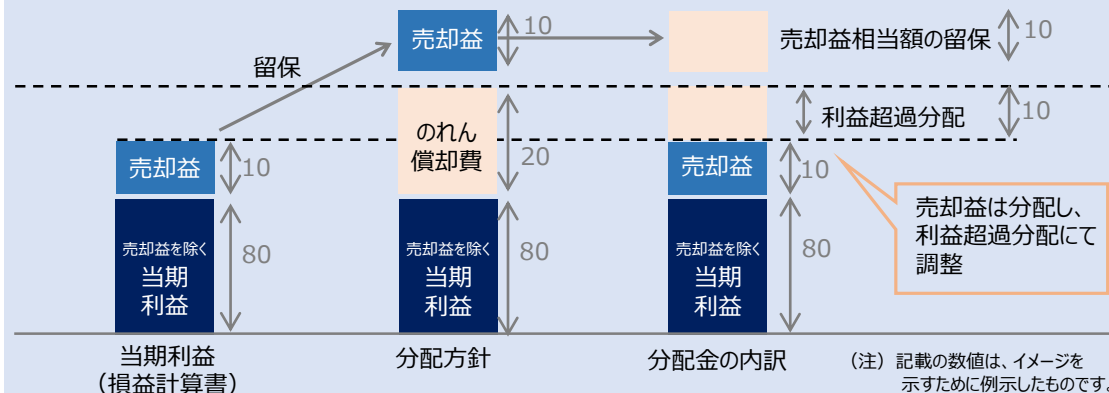 売却益
10
売却益相当額の留保
10
留保
のれん
償却費
20
利益超過分配
10
売却益
10
売却益
10
売却益は分配し、
利益超過分配にて
調整
売却益を除く
当期
利益
80
売却益を除く
当期
利益
80
売却益を除く
当期
利益
80
当期利益
（損益計算書）
分配方針
分配金の内訳
（注） 記載の数値は、イメージを
示すために例示したものです。